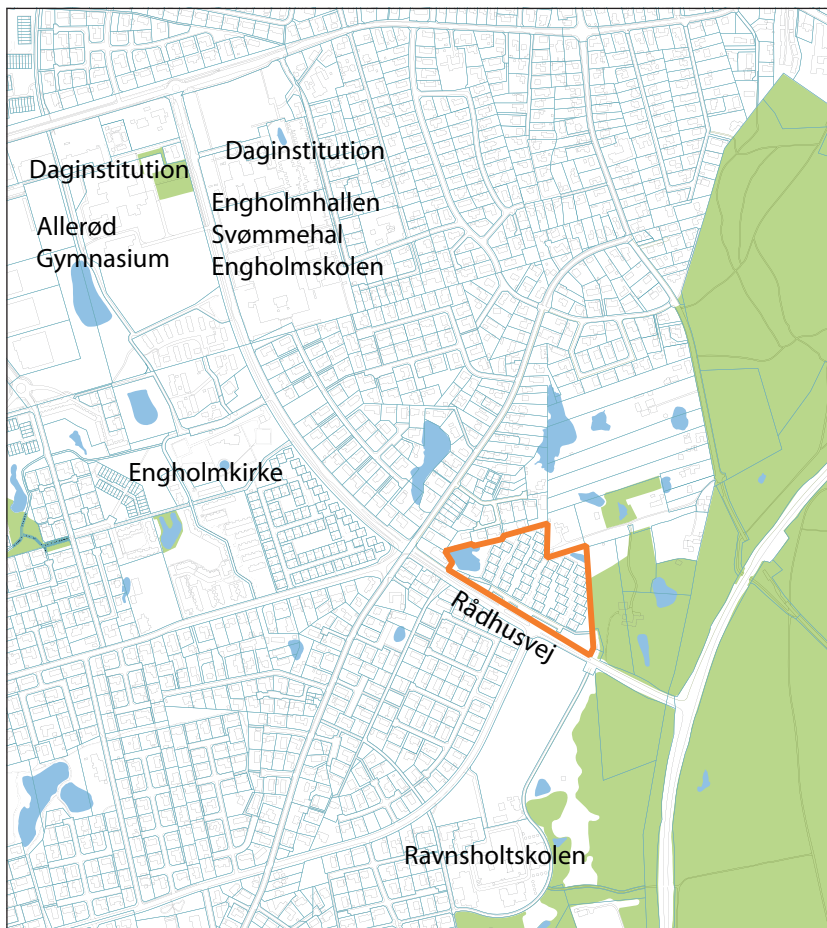 Daginstitution
Daginstitution
Allerød
Gymnasium
Engholmhallen
Svømmehal
Engholmskolen
Engholmkirke
Rådhusvej
Ravnsholtskolen